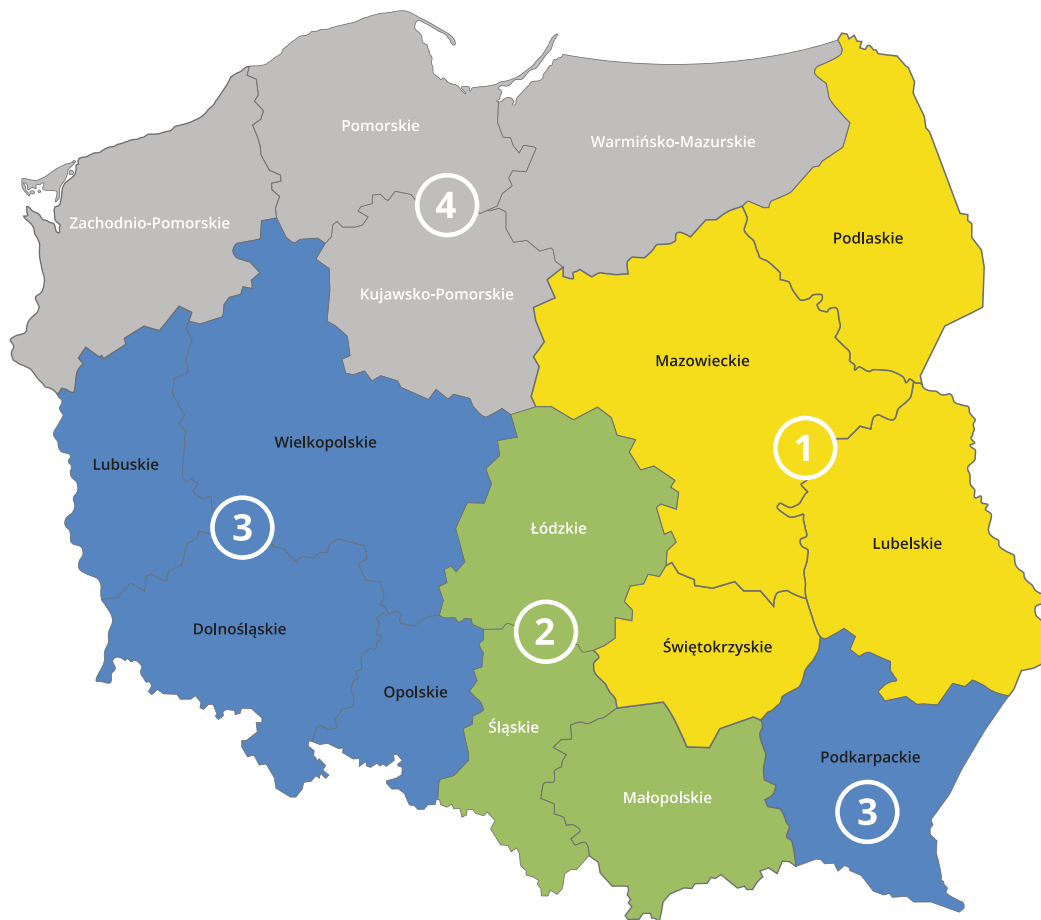 Pomorskie
Warmińsko-Mazurskie
4
Zachodnio-Pomorskie
Podlaskie
Kujawsko-Pomorskie
Mazowieckie
Wielkopolskie
1
Lubuskie
3
Łódzkie
Lubelskie
Dolnośląskie
2
Świętokrzyskie
Opolskie
Śląskie
Podkarpackie
Małopolskie
3